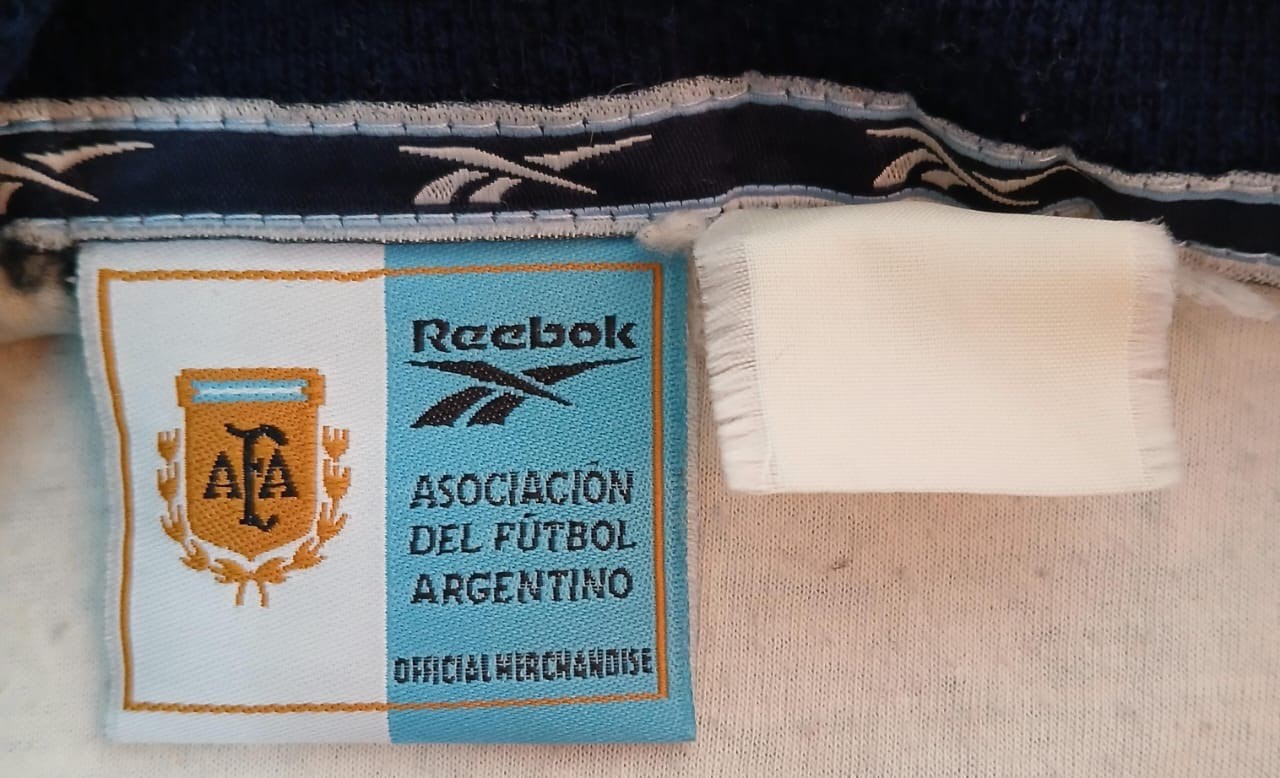 AFA
Reebok
ASOCIACIÓN
DEL FÚTBOL
ARGENTINO
OFFICIAL MERCHANDISE